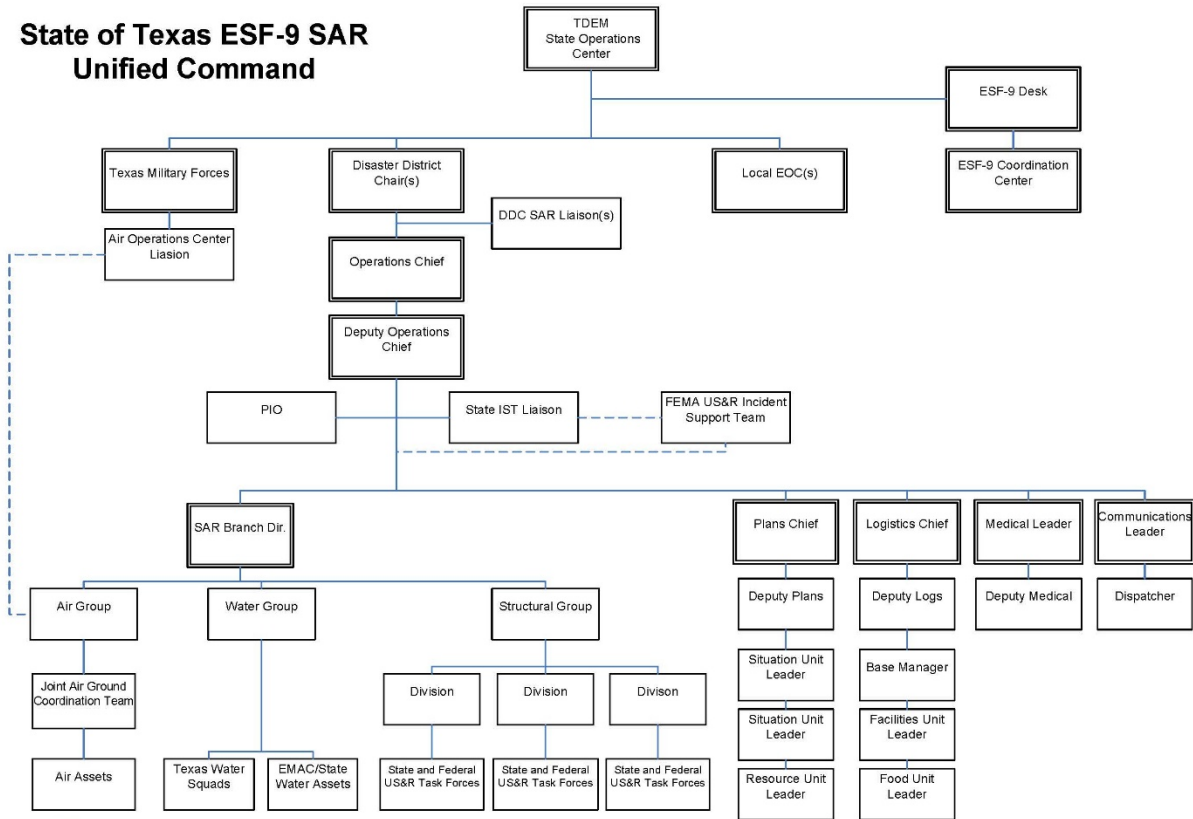 State of Texas ESF-9 SAR
Unified Command
TDEM
State Operations
Center
ESF-9 Desk
Texas Military Forces
Disaster District
Chair(s)
Local EOC(s)
ESF-9 Coordination
Center
Air Operations Center
Liasion
DDC SAR Liaison(s)
Operations Chief
Deputy Operations
Chief
PIO
State IST Liaison
FEMA US&R Incident
Support Team
SAR Branch Dir.
Plans Chief
Logistics Chief
Medical Leader
Communications
Leader
Air Group
Water Group
Structural Group
Deputy Plans
Deputy Logs
Deputy Medical
Dispatcher
Joint Air Ground
Coordination Team
Division
Division
Divison
Situation Unit
Leader
Base Manager
Situation Unit
Leader
Facilities Unit
Leader
Air Assets
Texas Water
Squads
EMAC/State
Water Assets
State and Federal
US&R Task Forces
State and Federal
US&R Task Forces
State and Federal
US&R Task Forces
Resource Unit
Leader
Food Unit
Leader